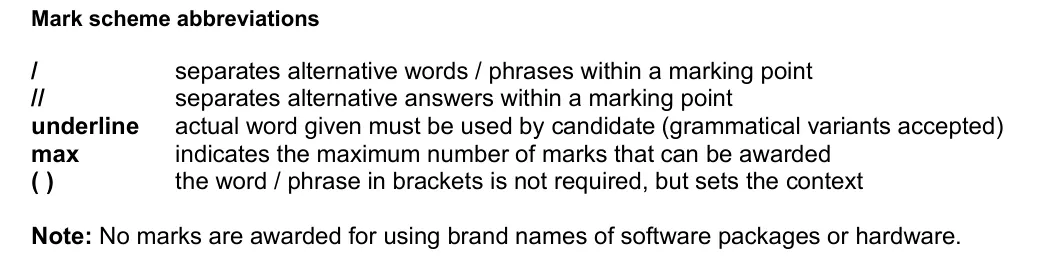 Mark scheme abbreviations
/ separates alternative words / phrases within a marking point
// separates alternative answers within a marking point
underline actual word given must be used by candidate (grammatical variants accepted)
max indicates the maximum number of marks that can be awarded
( ) the word / phrase in brackets is not required, but sets the context
Note: No marks are awarded for using brand names of software packages or hardware.